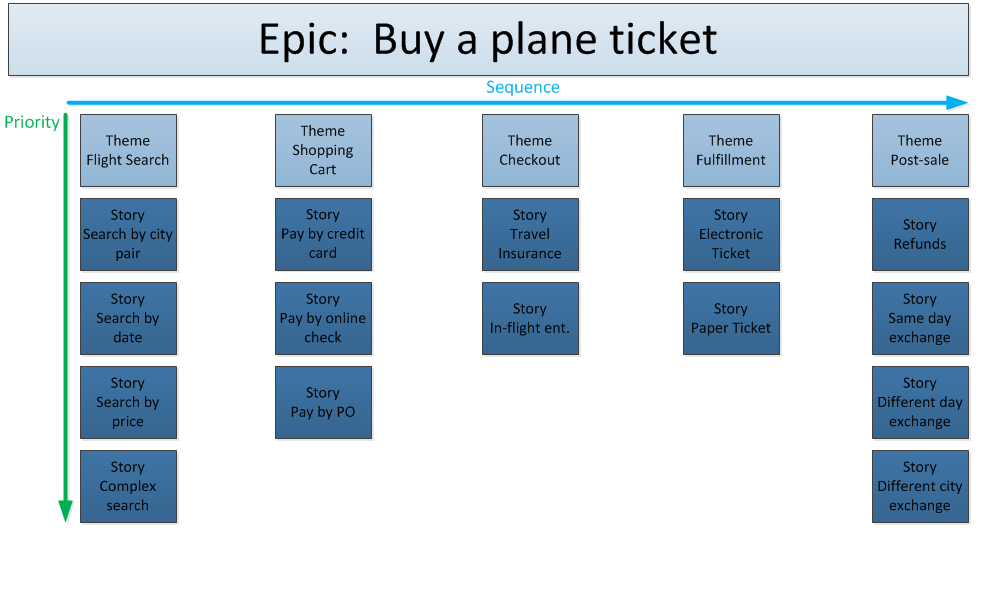 Epic:  Buy a plane ticket
Sequence
Priority
Theme
Flight Search
Story
Search by city
pair
Story
Search by
date
Story
Search by
price
Story
Complex
search
Theme
Shopping
Cart
Story
Pay by credit
card
Story
Pay by online
check
Story
Pay by PO
Theme
Checkout
Story
Travel
Insurance
Story
In-flight ent.
Theme
Fulfillment
Story
Electronic
Ticket
Story
Paper Ticket
Theme
Post-sale
Story
Refunds
Story
Same day
exchange
Story
Different day
exchange
Story
Different city
exchange